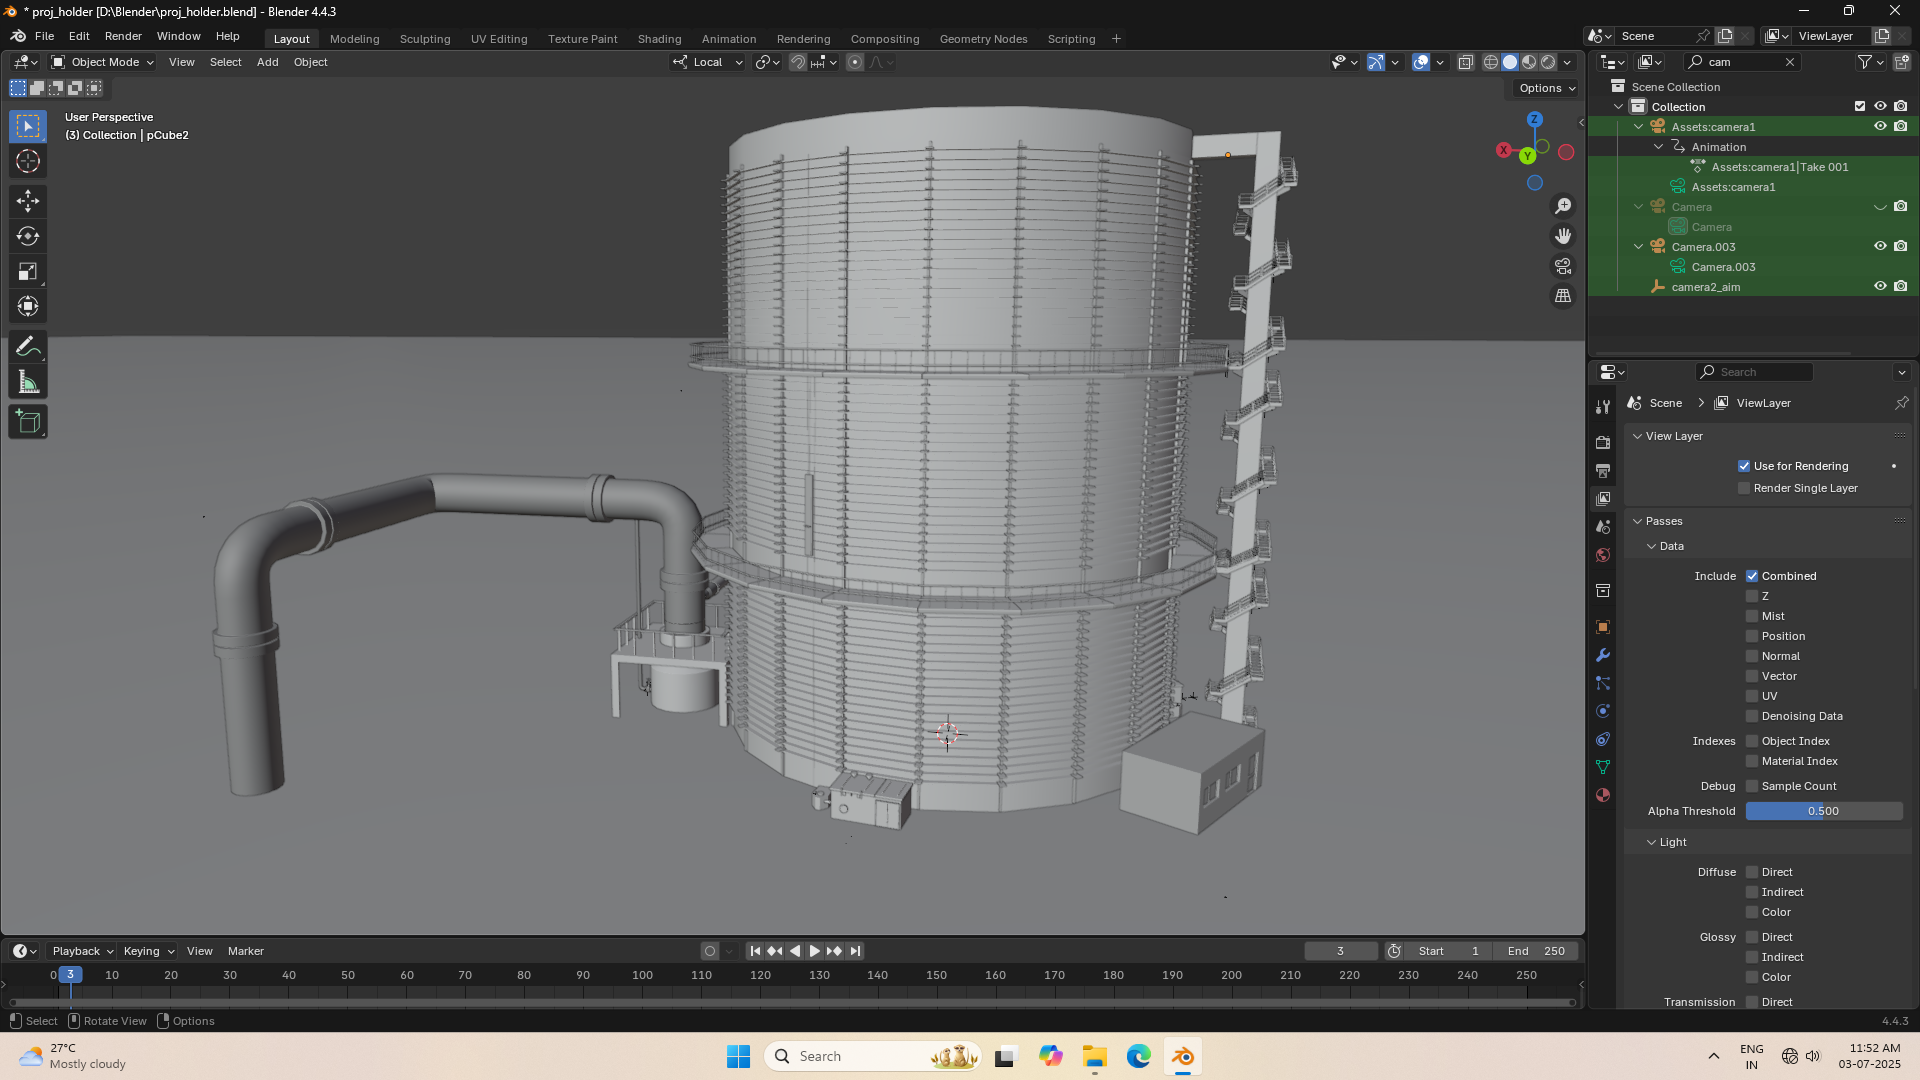 * proj_holder [D:\Blender\proj_holder.blend] - Blender 4.4.3
File Edit Render Window Help Layout Modeling Sculpting UV Editing Texture Paint Shading Animation Rendering Compositing Geometry Nodes Scripting + Scene ViewLayer
Object Mode View Select Add Object Local cam
Options
User Perspective
(3) Collection | pCube2
Z
X
Y
Scene Collection
Collection
Assets:camera1
Animation
Assets:camera1|Take 001
Assets:camera1
Camera
Camera
Camera.003
Camera.003
camera2_aim
Search
Scene > ViewLayer
View Layer
Use for Rendering
Render Single Layer
Passes
Data
Include Combined
Z
Mist
Position
Normal
Vector
UV
Denoising Data
Indexes Object Index
Material Index
Debug Sample Count
Alpha Threshold 0.500
Light
Diffuse Direct
Indirect
Color
Glossy Direct
Indirect
Color
Transmission Direct
Playback Keying View Marker 3 Start 1 End 250
0 3 10 20 30 40 50 60 70 80 90 100 110 120 130 140 150 160 170 180 190 200 210 220 230 240 250
Select Rotate View Options 4.4.3
27°C
Mostly cloudy
Search
ENG
IN
11:52 AM
03-07-2025